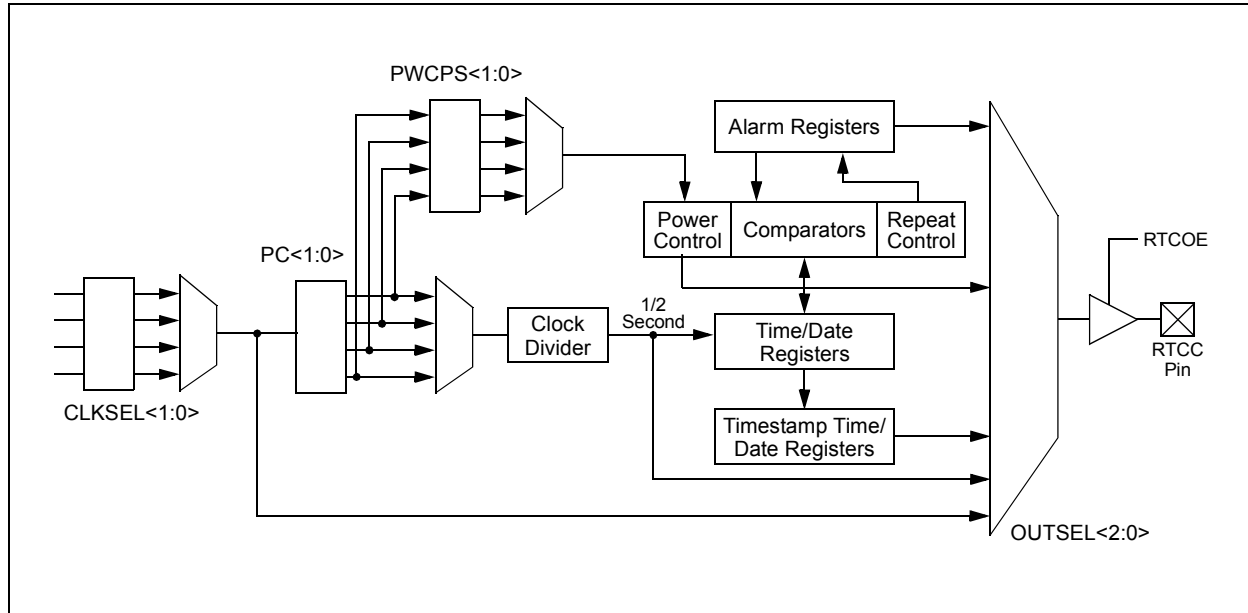 PWCPS<1:0>
Alarm Registers
Power
Control
Comparators
Repeat
Control
RTCOE
PC<1:0>
1/2
Second
Clock
Divider
Time/Date
Registers
RTCC
Pin
CLKSEL<1:0>
Timestamp Time/
Date Registers
OUTSEL<2:0>